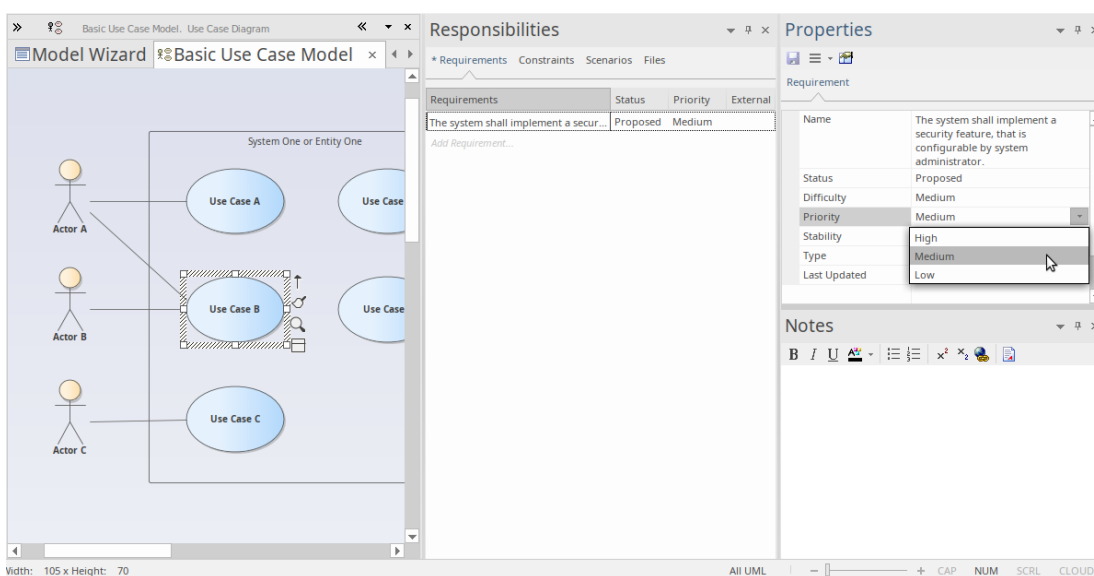 Basic Use Case Model. Use Case Diagram
Model Wizard
Basic Use Case Model
System One or Entity One
Actor A
Use Case A
Use Case
Actor B
Use Case B
Use Case
Actor C
Use Case C
Responsibilities
* Requirements Constraints Scenarios Files
Requirements Status Priority External
The system shall implement a secur... Proposed Medium
Add Requirement...
Properties
Requirement
Name The system shall implement a
security feature, that is
configurable by system
administrator.
Status Proposed
Difficulty Medium
Priority Medium
Stability
High
Type
Medium
Last Updated
Low
Notes
B I U A x² ×₂
Width: 105 x Height: 70
All UML
CAP NUM SCRL CLOUD